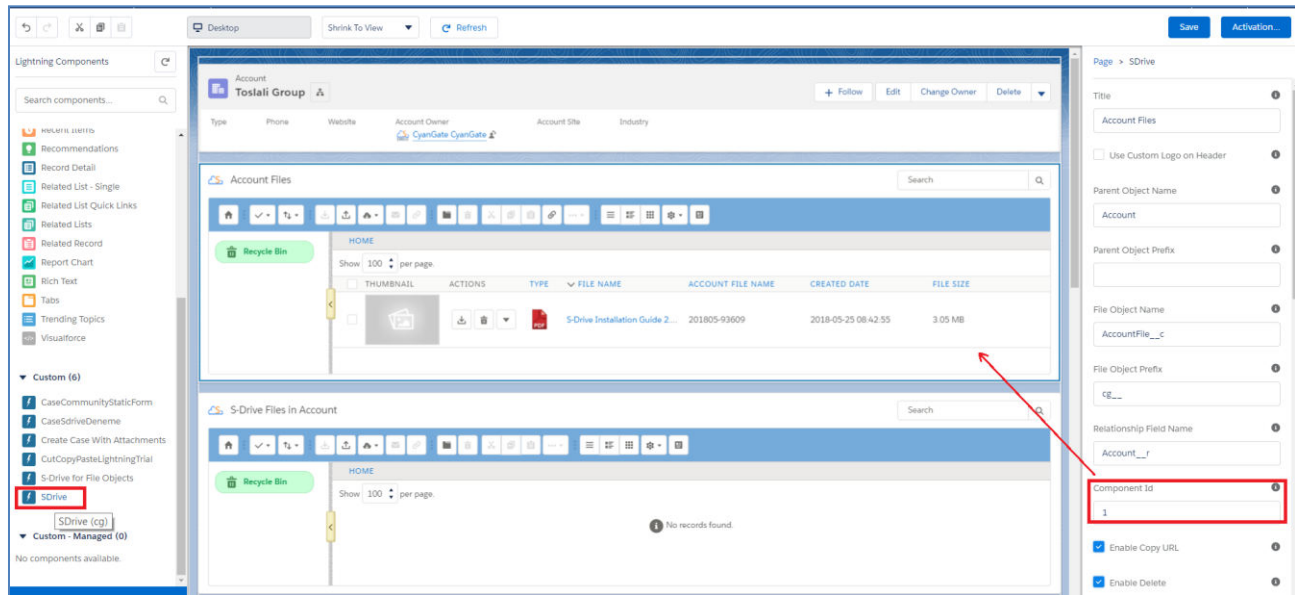 Desktop
Shrink To View
Refresh
Save
Activation...
Lightning Components
Search components...
Recent Items
Recommendations
Record Detail
Related List - Single
Related List Quick Links
Related Lists
Related Record
Report Chart
Rich Text
Tabs
Trending Topics
Visualforce
Custom (6)
CaseCommunityStaticForm
CaseSdriveDeneme
Create Case With Attachments
CutCopyPasteLightningTrial
S-Drive for File Objects
SDrive
SDrive (cg)
Custom - Managed (0)
No components available.
Account
Toslali Group
+ Follow Edit Change Owner Delete
Type Phone Website Account Owner Account Site Industry
CyanGate CyanGate
Account Files
Search
Recycle Bin
HOME
Show 100 per page.
THUMBNAIL ACTIONS TYPE FILE NAME ACCOUNT FILE NAME CREATED DATE FILE SIZE
PDF S-Drive Installation Guide 2... 201805-93609 2018-05-25 08:42:55 3.05 MB
S-Drive Files in Account
Search
Recycle Bin
HOME
Show 100 per page.
No records found.
Page > SDrive
Title
Account Files
Use Custom Logo on Header
Parent Object Name
Account
Parent Object Prefix
File Object Name
AccountFile__c
File Object Prefix
cg__
Relationship Field Name
Account__r
Component Id
1
Enable Copy URL
Enable Delete